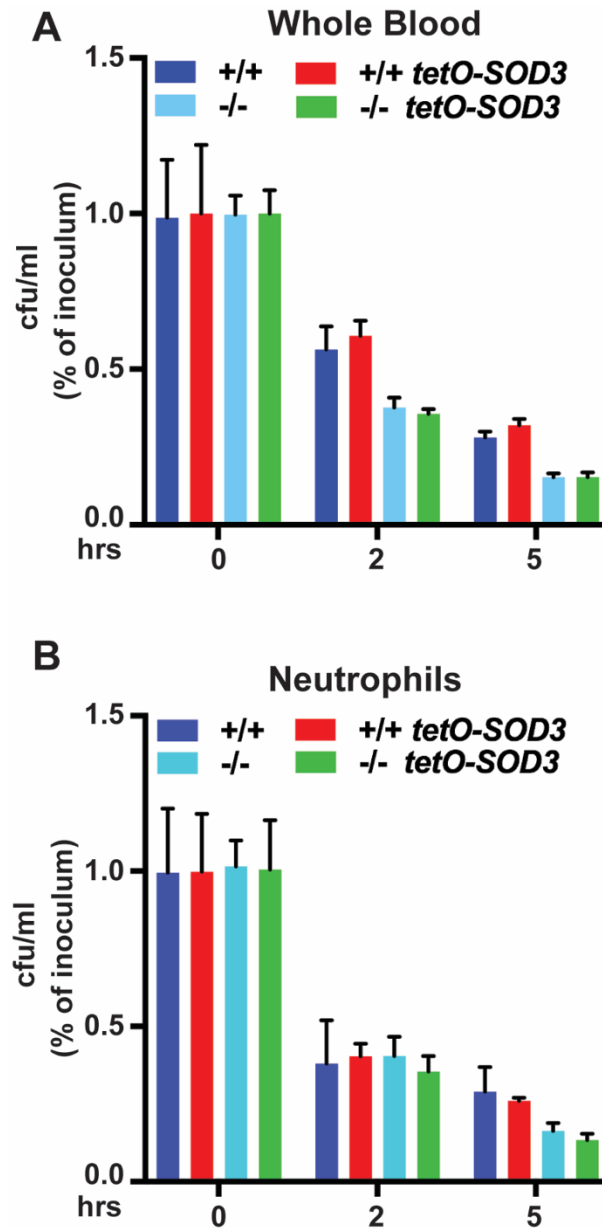 A
Whole Blood
1.5
+/+
+/+ tetO-SOD3
-/-
-/- tetO-SOD3
1.0
cfu/ml
(% of inoculum)
0.5
0.0
hrs
0
2
5
B
Neutrophils
1.5
+/+
+/+ tetO-SOD3
-/-
-/- tetO-SOD3
1.0
cfu/ml
(% of inoculum)
0.5
0.0
hrs
0
2
5